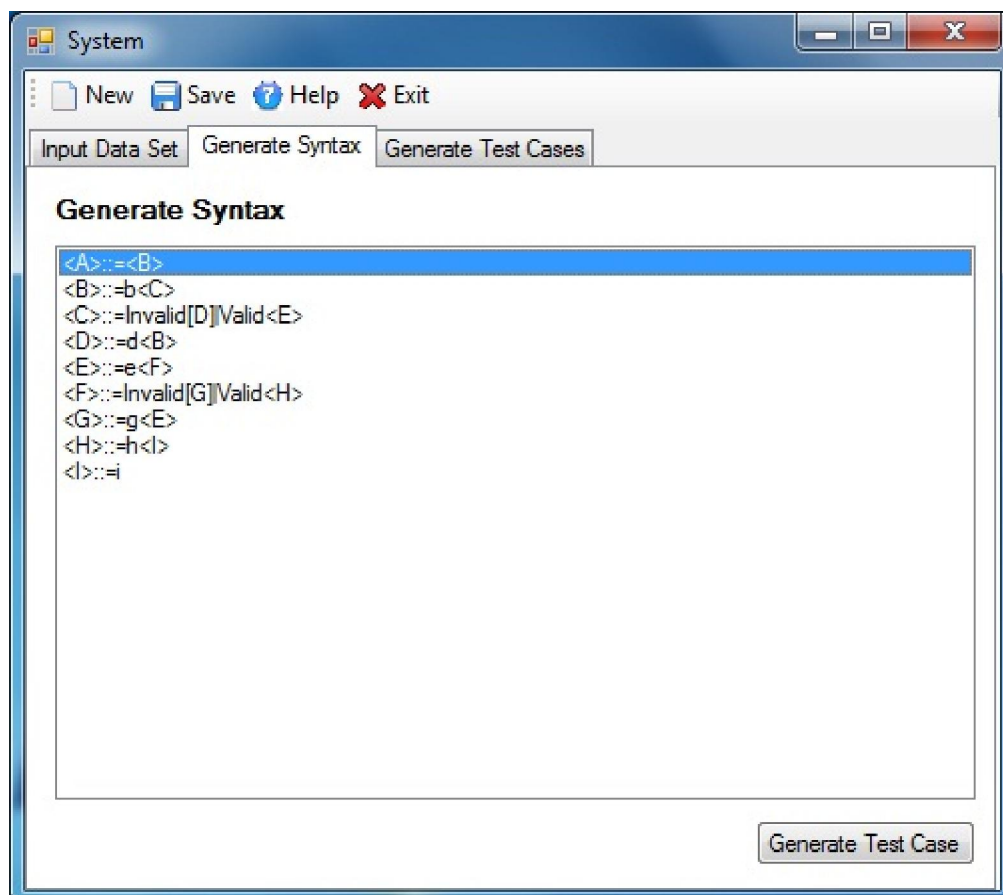 System
New Save Help Exit
Input Data Set Generate Syntax Generate Test Cases
Generate Syntax
<A>::=<B>
<B>::=b<C>
<C>::=Invalid[D]|Valid<E>
<D>::=d<B>
<E>::=e<F>
<F>::=Invalid[G]|Valid<H>
<G>::=g<E>
<H>::=h<I>
<I>::=i
Generate Test Case